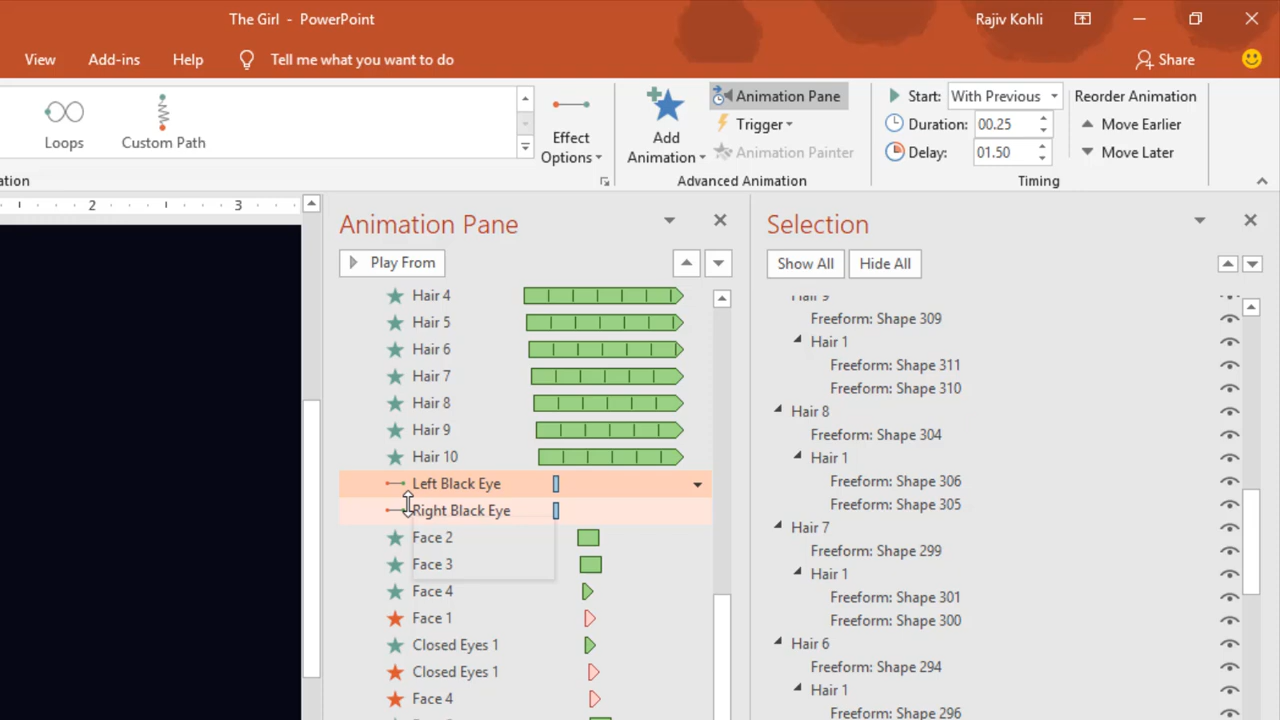 The Girl - PowerPoint
Rajiv Kohli
View Add-ins Help Tell me what you want to do
Share
Loops
Custom Path
Effect
Options
Add
Animation
Animation Pane
Trigger
Animation Painter
Advanced Animation
Start: With Previous
Duration: 00.25
Delay: 01.50
Reorder Animation
Move Earlier
Move Later
Timing
ation
2 3
Animation Pane
Play From
Hair 4
Hair 5
Hair 6
Hair 7
Hair 8
Hair 9
Hair 10
Left Black Eye
Right Black Eye
Face 2
Face 3
Face 4
Face 1
Closed Eyes 1
Closed Eyes 1
Face 4
Selection
Show All Hide All
Hair 9
Freeform: Shape 309
Hair 1
Freeform: Shape 311
Freeform: Shape 310
Hair 8
Freeform: Shape 304
Hair 1
Freeform: Shape 306
Freeform: Shape 305
Hair 7
Freeform: Shape 299
Hair 1
Freeform: Shape 301
Freeform: Shape 300
Hair 6
Freeform: Shape 294
Hair 1
Freeform: Shape 296